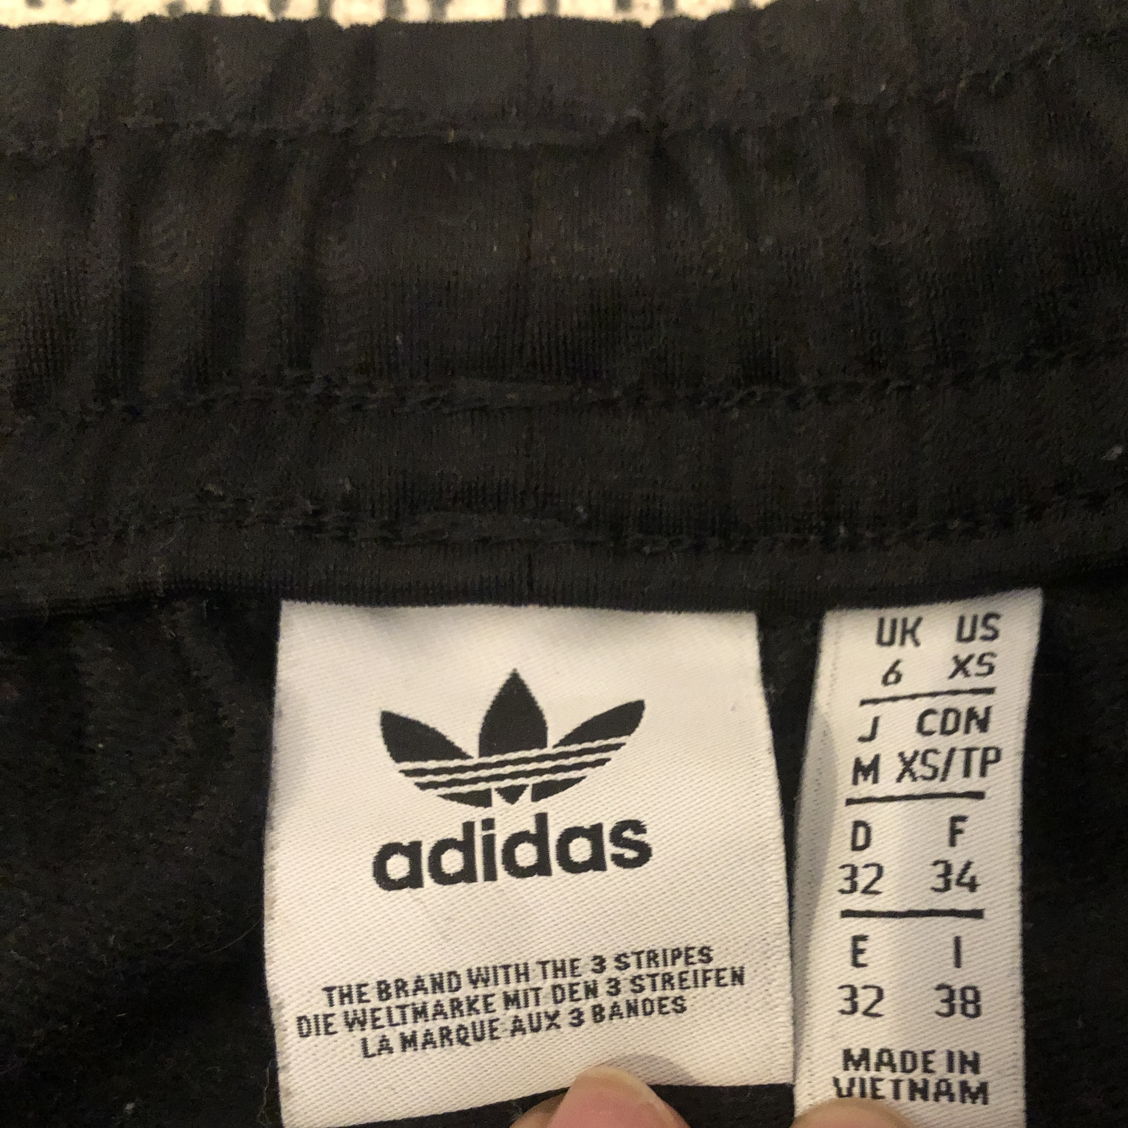 adidas
THE BRAND WITH THE 3 STRIPES
DIE WELTMARKE MIT DEN 3 STREIFEN
LA MARQUE AUX 3 BANDES
UK US
6 XS
J CDN
M XS/TP
D F
32 34
E I
32 38
MADE IN
VIETNAM